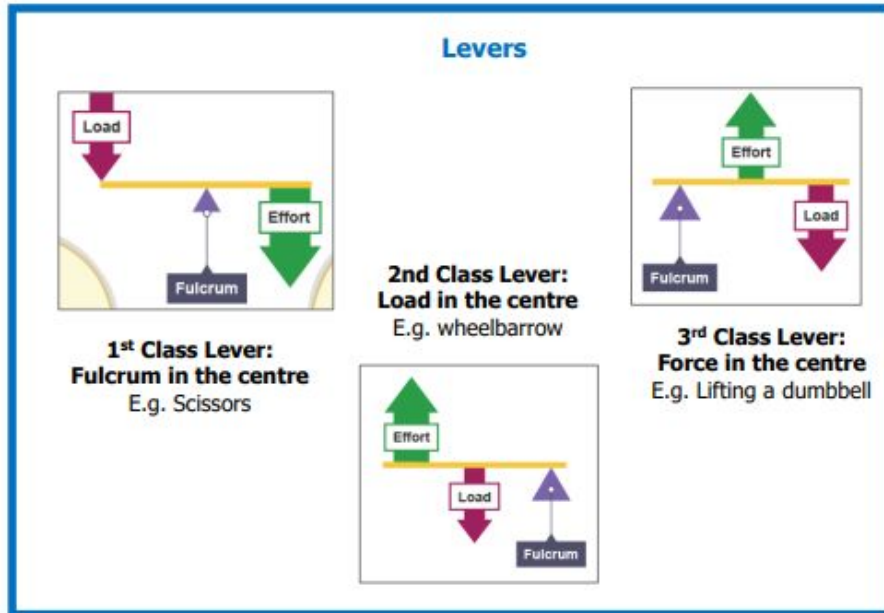 Levers
Load
Effort
Fulcrum
1st Class Lever:
Fulcrum in the centre
E.g. Scissors
2nd Class Lever:
Load in the centre
E.g. wheelbarrow
Effort
Load
Fulcrum
Effort
Load
Fulcrum
3rd Class Lever:
Force in the centre
E.g. Lifting a dumbbell